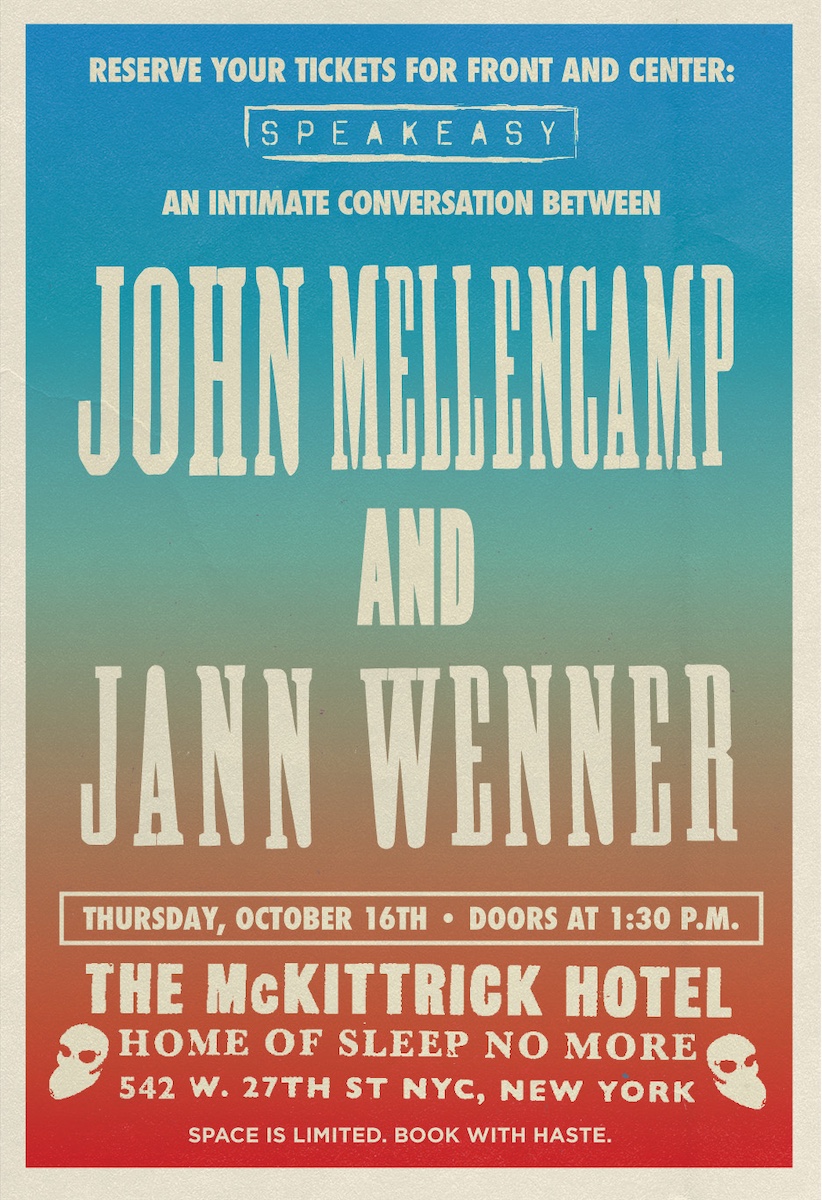 RESERVE YOUR TICKETS FOR FRONT AND CENTER:
SPEAKEASY
AN INTIMATE CONVERSATION BETWEEN
JOHN MELLENCAMP
AND
JANN WENNER
THURSDAY, OCTOBER 16TH • DOORS AT 1:30 P.M.
THE McKITTRICK HOTEL
HOME OF SLEEP NO MORE
542 W. 27TH ST NYC, NEW YORK
SPACE IS LIMITED. BOOK WITH HASTE.